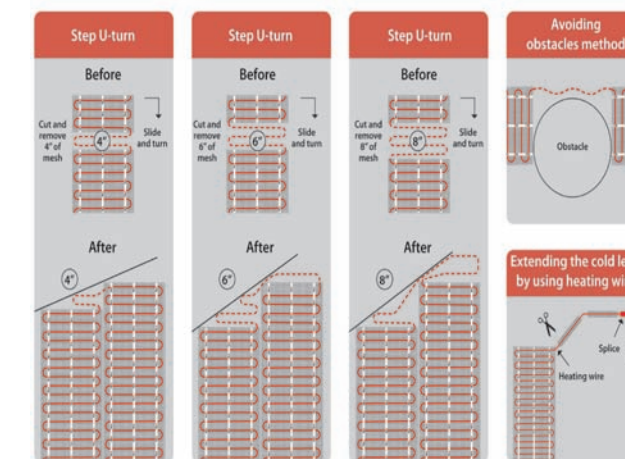 Step U-turn
Before
Cut and
remove
4" of
mesh
4"
Slide
and turn
After
4"
Step U-turn
Before
Cut and
remove
6" of
mesh
6"
Slide
and turn
After
6"
Step U-turn
Before
Cut and
remove
8" of
mesh
8"
Slide
and turn
After
8"
Avoiding
obstacles method
Obstacle
Extending the cold le
by using heating wi
Splice
Heating wire